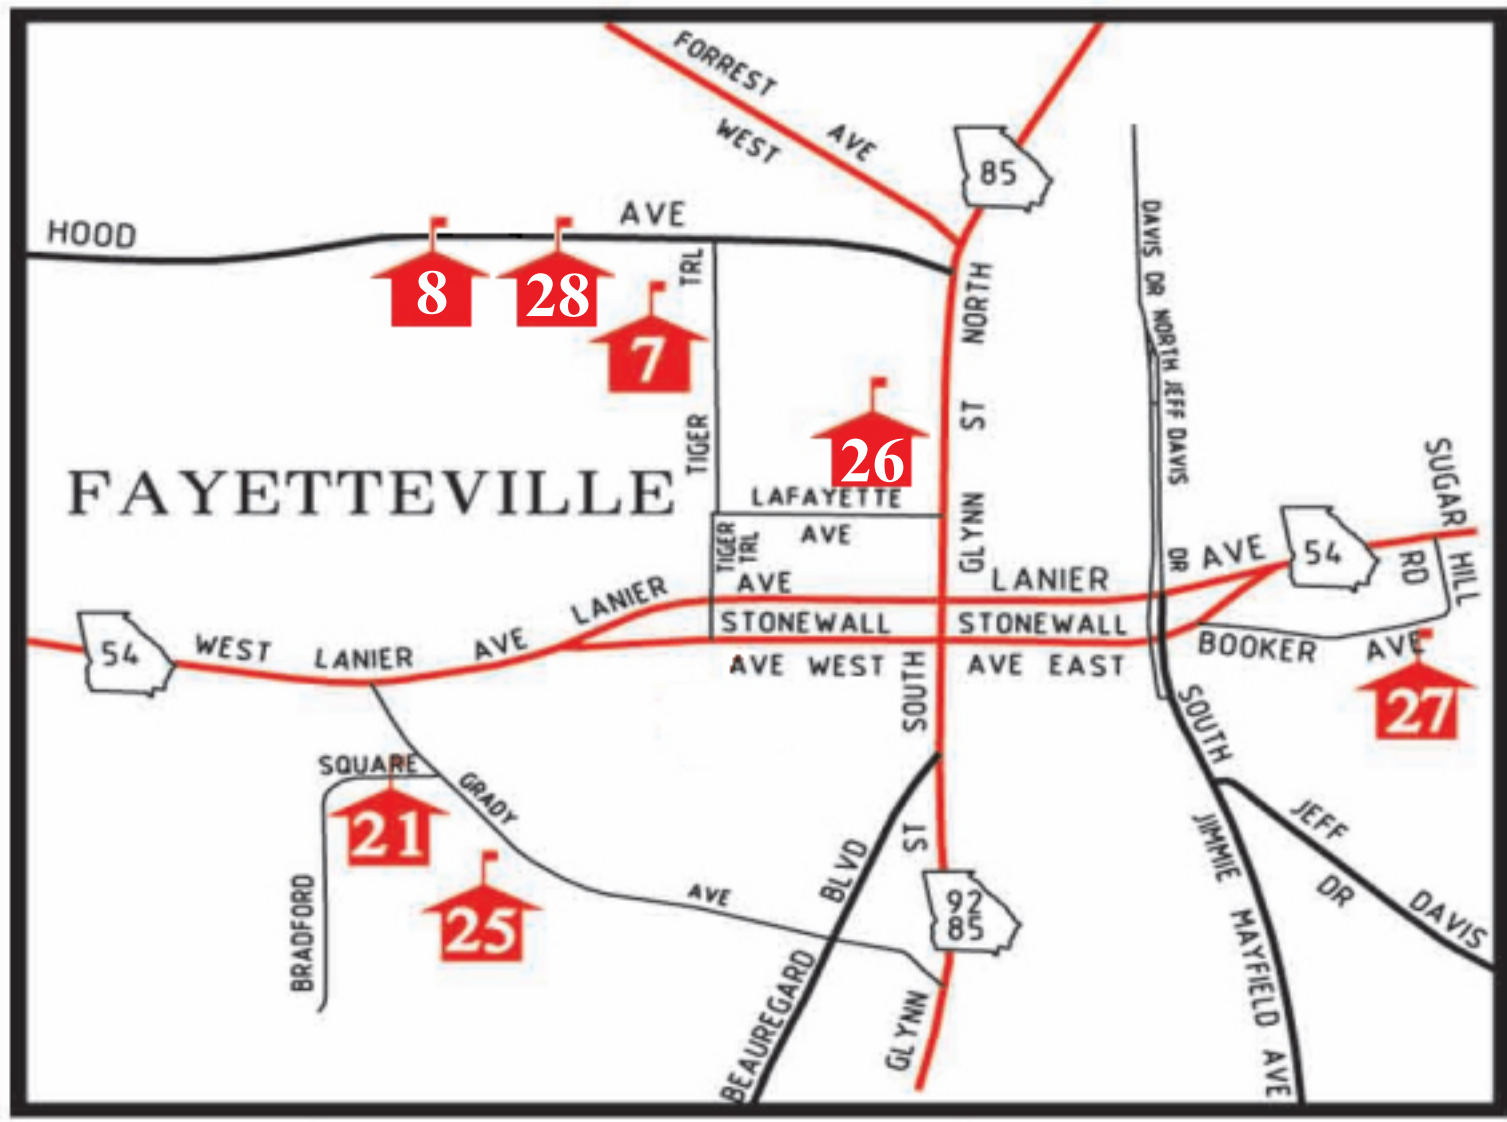 FORREST
WEST AVE
85
HOOD AVE
8
28
TRL
7
NORTH
DAVIS DR NORTH JEFF DAVIS DR
ST
26
TIGER
FAYETTEVILLE
LAFAYETTE
AVE
GLYNN
SUGAR
HILL
RD
TIGER
TRL
54
AVE
LANIER
AVE
LANIER
STONEWALL
STONEWALL
54
WEST LANIER AVE
AVE WEST
AVE EAST
BOOKER AVE
27
SOUTH
SOUTH
SQUARE
21
GRADY
AVE
JEFF
DR
DAVIS
JIMMIE
MAYFIELD
AVE
ST
BLVD
25
BRADFORD
92
85
BEAUREGARD
GLYNN